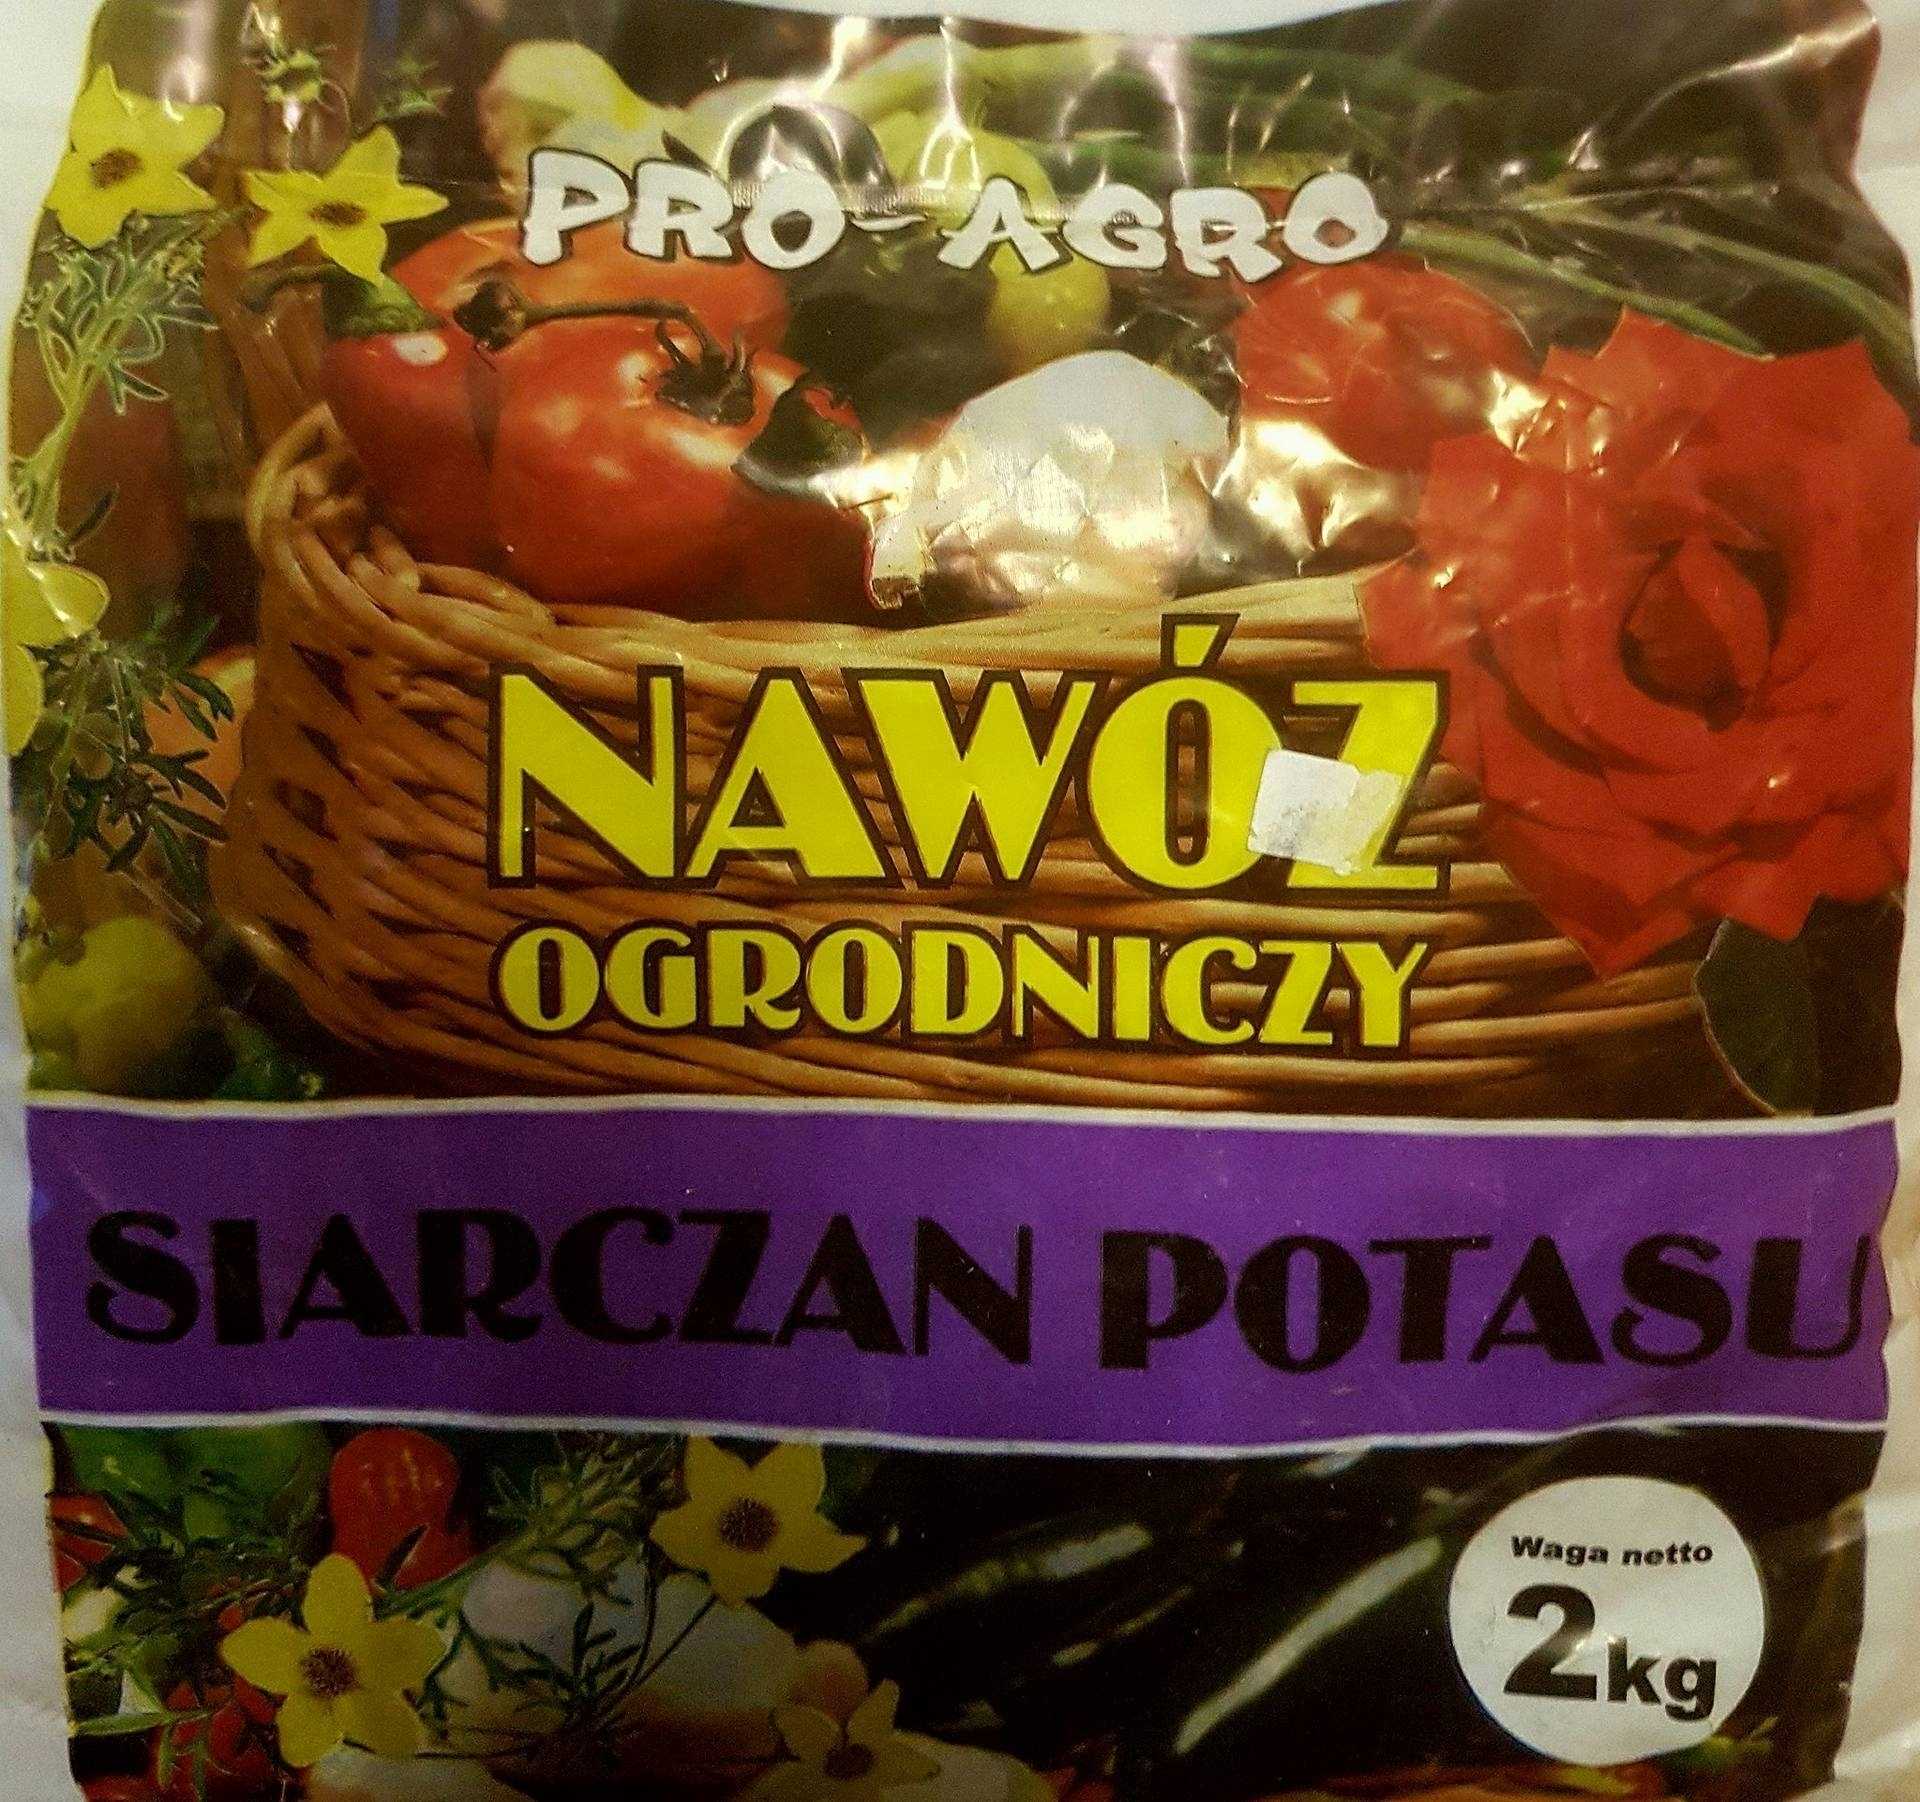 PRO-AGRO
NAWÓZ
OGRODNICZY
SIARCZAN POTASU
Waga netto
2kg